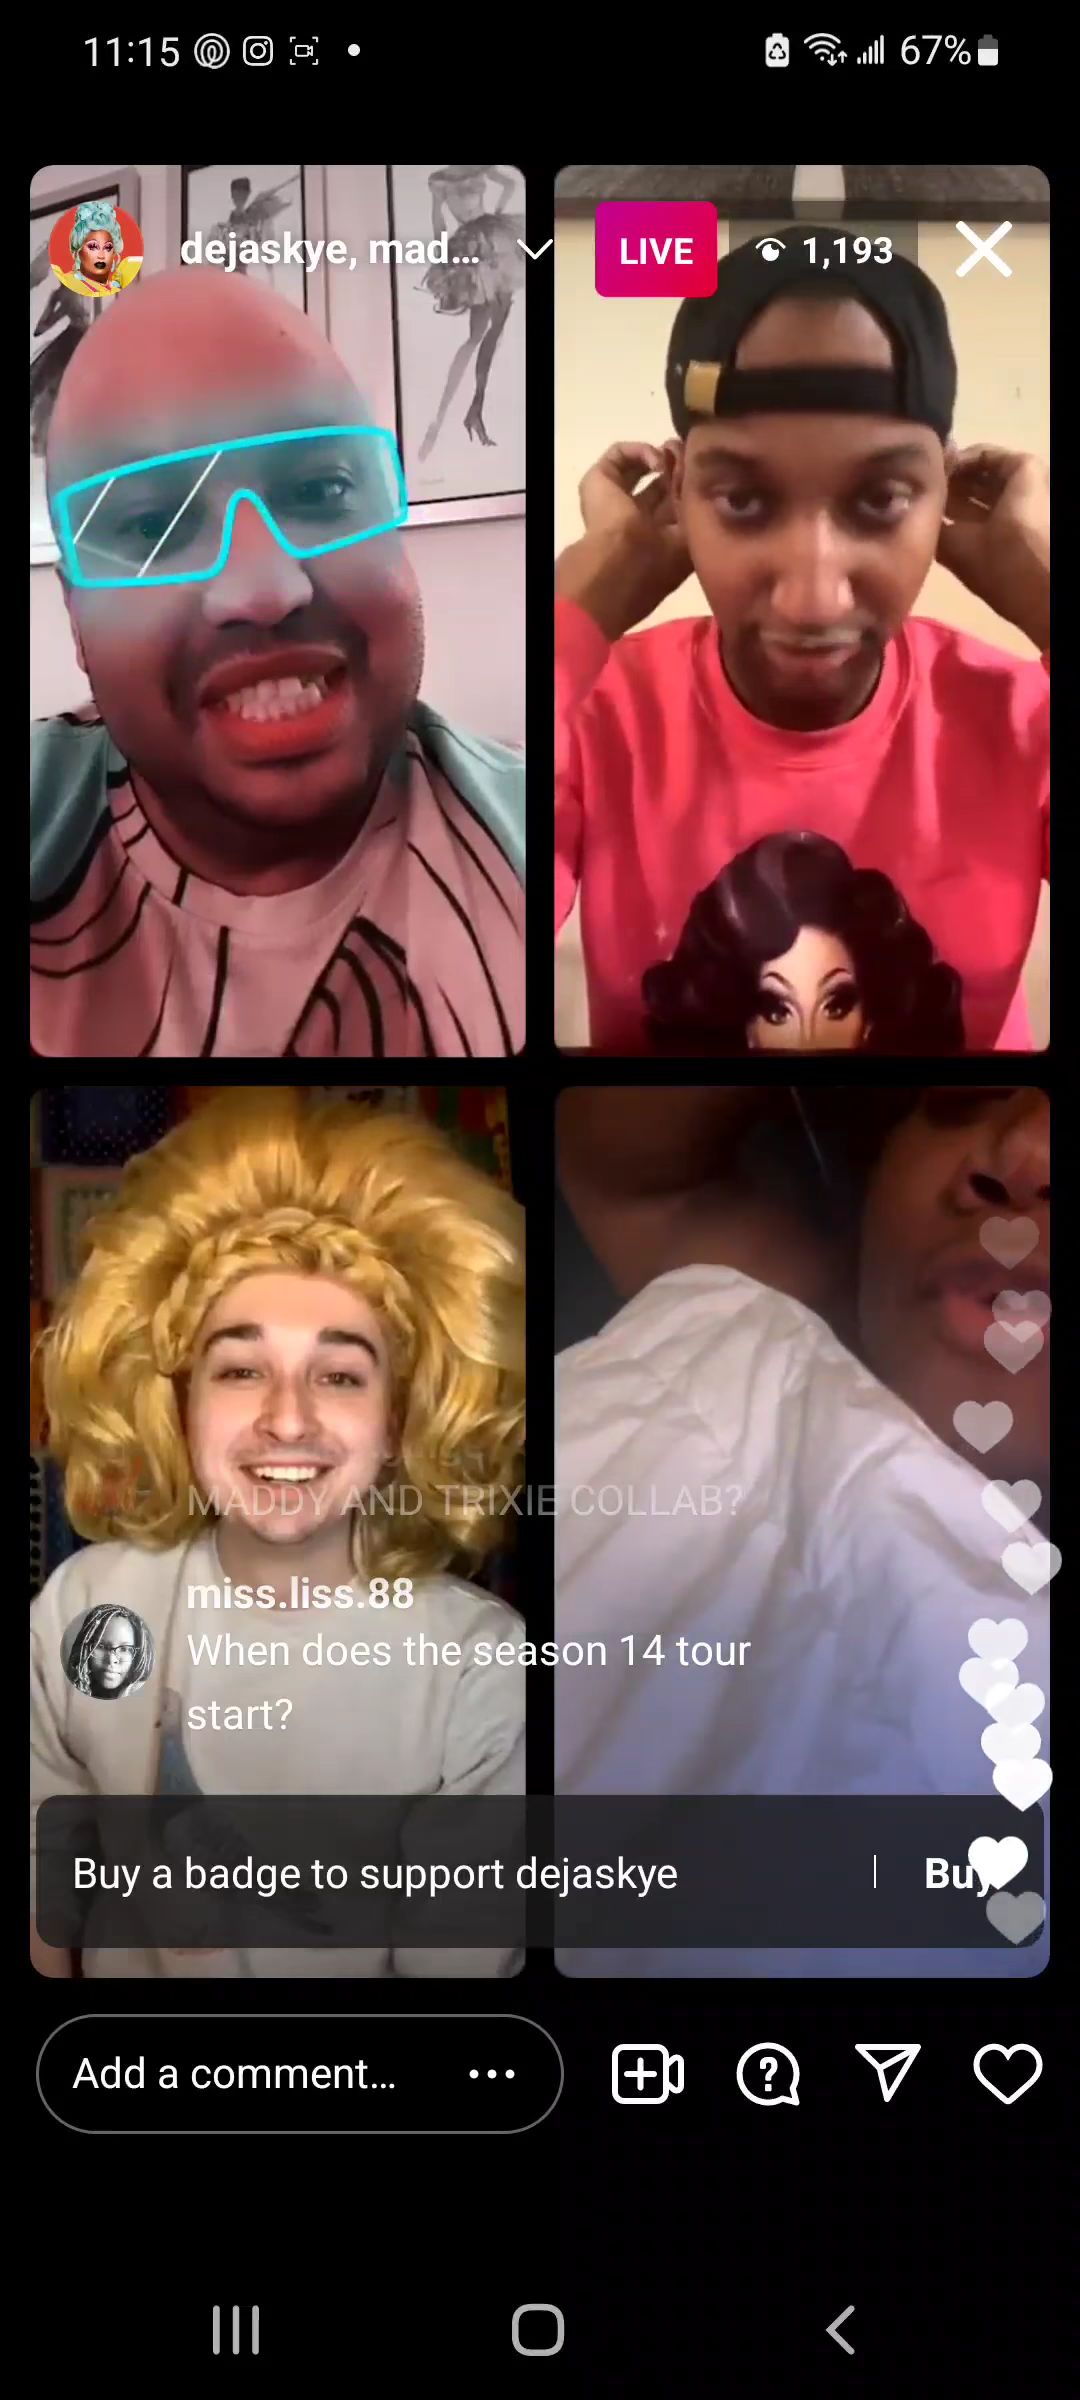 11:15
67%
dejaskye, mad...
LIVE
1,193
MADDY AND TRIXIE COLLAB?
miss.liss.88
When does the season 14 tour
start?
Buy a badge to support dejaskye
Buy
Add a comment...